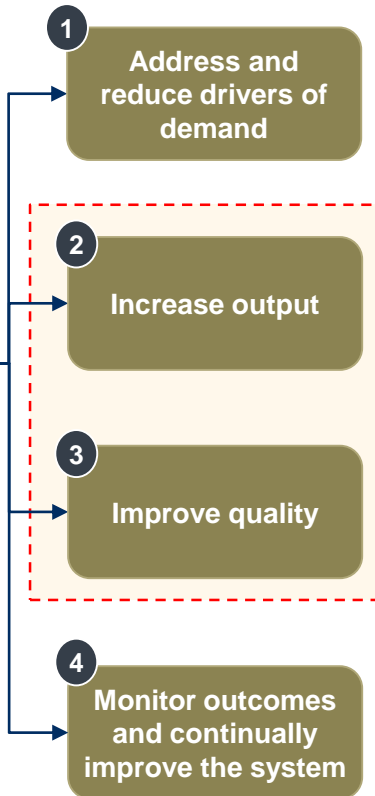 1
Address and
reduce drivers of
demand
2
Increase output
3
Improve quality
4
Monitor outcomes
and continually
improve the system